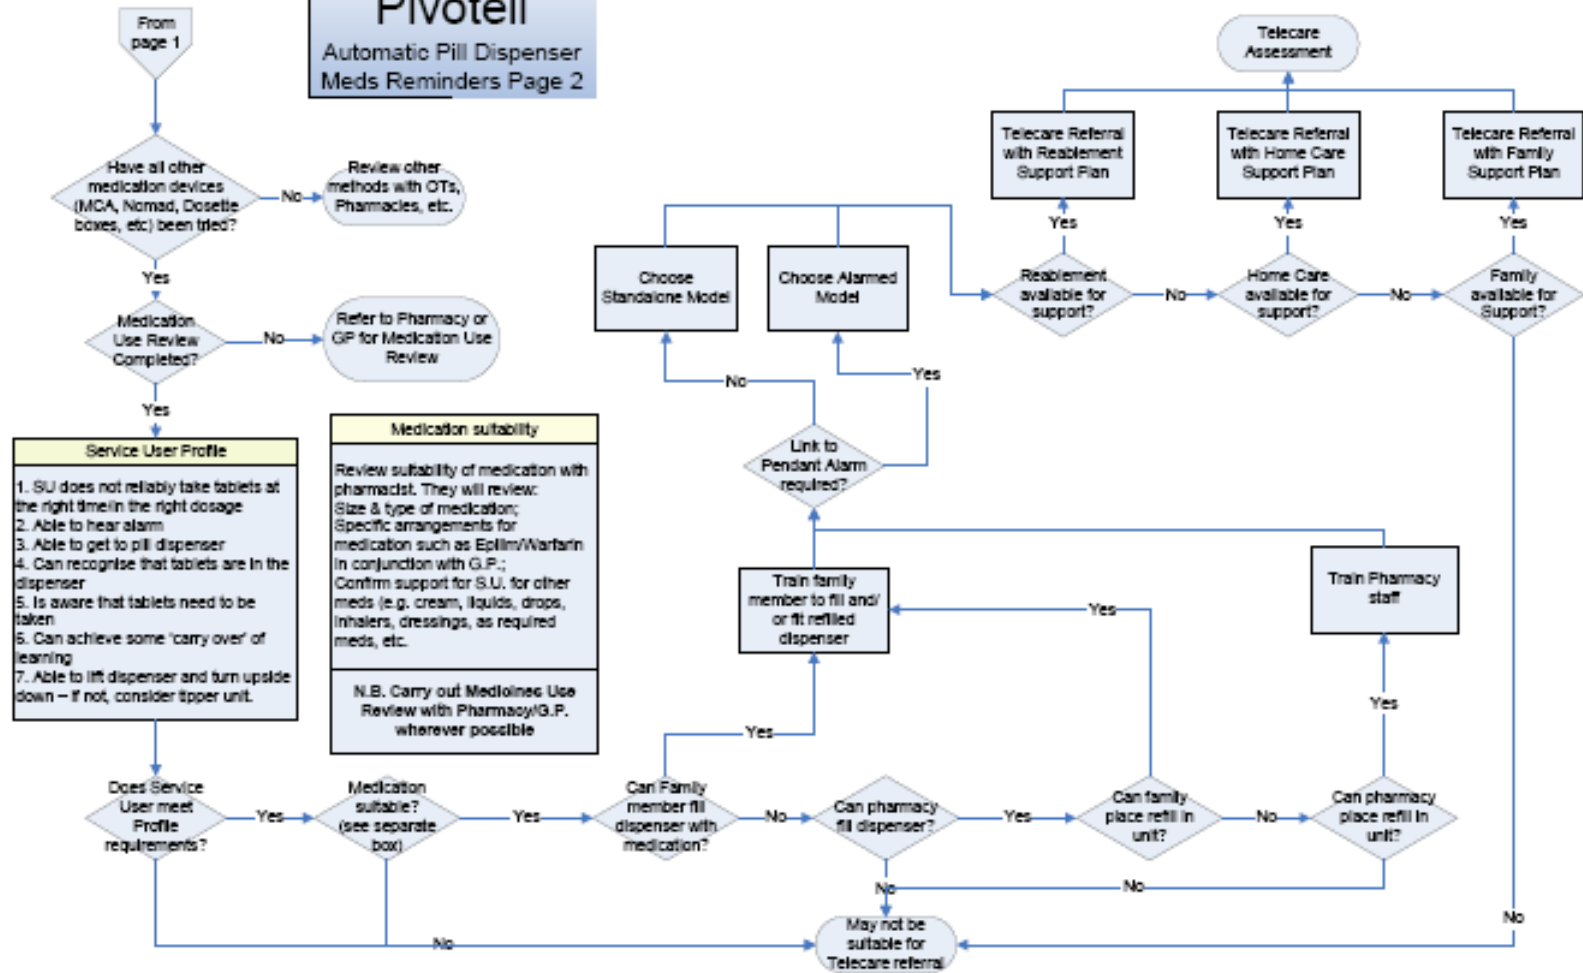 Pivotell
Automatic Pill Dispenser
Meds Reminders Page 2
From
page 1
Have all other
medication devices
(MCA, Nomad, Dosette
boxes, etc) been tried?
No
Review other
methods with OTs,
Pharmacies, etc.
Yes
Medication
Use Review
Completed?
No
Refer to Pharmacy or
GP for Medication Use
Review
Yes
Service User Profile
1. SU does not reliably take tablets at
the right time/in the right dosage
2. Able to hear alarm
3. Able to get to pill dispenser
4. Can recognise that tablets are in the
dispenser
5. Is aware that tablets need to be
taken
6. Can achieve some 'carry over' of
learning
7. Able to lift dispenser and turn upside
down – if not, consider tipper unit.
Medication suitability
Review suitability of medication with
pharmacist. They will review:
Size & type of medication;
Specific arrangements for
medication such as Epilim/Warfarin
in conjunction with G.P.;
Confirm support for S.U. for other
meds (e.g. cream, liquids, drops,
inhalers, dressings, as required
meds, etc.
N.B. Carry out Medicines Use
Review with Pharmacy/G.P.
wherever possible
Does Service
User meet
Profile
requirements?
Yes
Medication
suitable?
(see separate
box)
Yes
Can Family
member fill
dispenser with
medication?
No
Can pharmacy
fill dispenser?
Yes
Can family
place refill in
unit?
No
Can pharmacy
place refill in
unit?
Yes
Yes
Yes
No
No
No
No
May not be
suitable for
Telecare referral
Train family
member to fill and/
or fit refilled
dispenser
Train Pharmacy
staff
Link to
Pendant Alarm
required?
No
Yes
Choose
Standalone Model
Choose Alarmed
Model
Reablement
available for
support?
No
Home Care
available for
support?
No
Family
available for
Support?
Yes
Yes
Yes
Telecare Referral
with Reablement
Support Plan
Telecare Referral
with Home Care
Support Plan
Telecare Referral
with Family
Support Plan
Telecare
Assessment